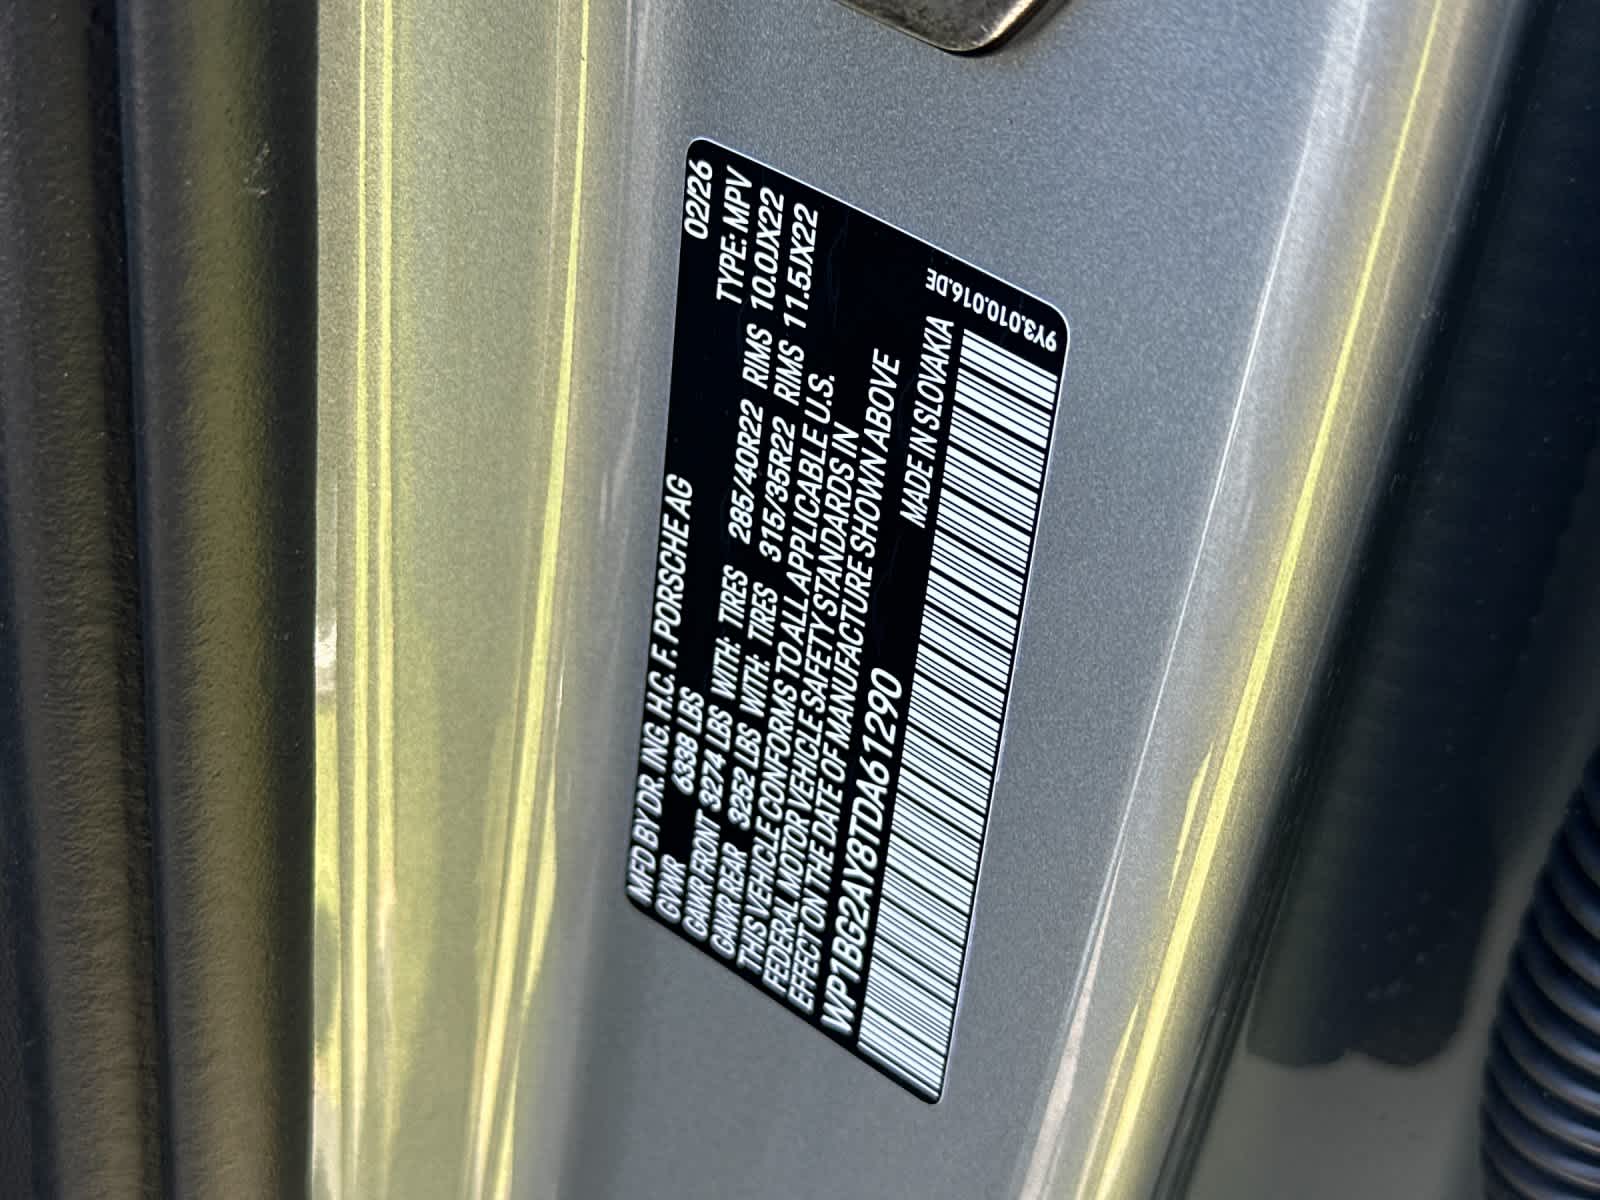 MFD BY DR. ING. H.C. F. PORSCHE AG 02/26
GVWR 6398 LBS TYPE: MPV
GAWR FRONT 3274 LBS WITH: TIRES 285/40R22 RIMS 10.0JX22
GAWR REAR 3252 LBS WITH: TIRES 315/35R22 RIMS 11.5JX22
THIS VEHICLE CONFORMS TO ALL APPLICABLE U.S.
FEDERAL MOTOR VEHICLE SAFETY STANDARDS IN
EFFECT ON THE DATE OF MANUFACTURE SHOWN ABOVE
WP1BG2AY8TDA61290 MADE IN SLOVAKIA
9Y3.010.016.DE